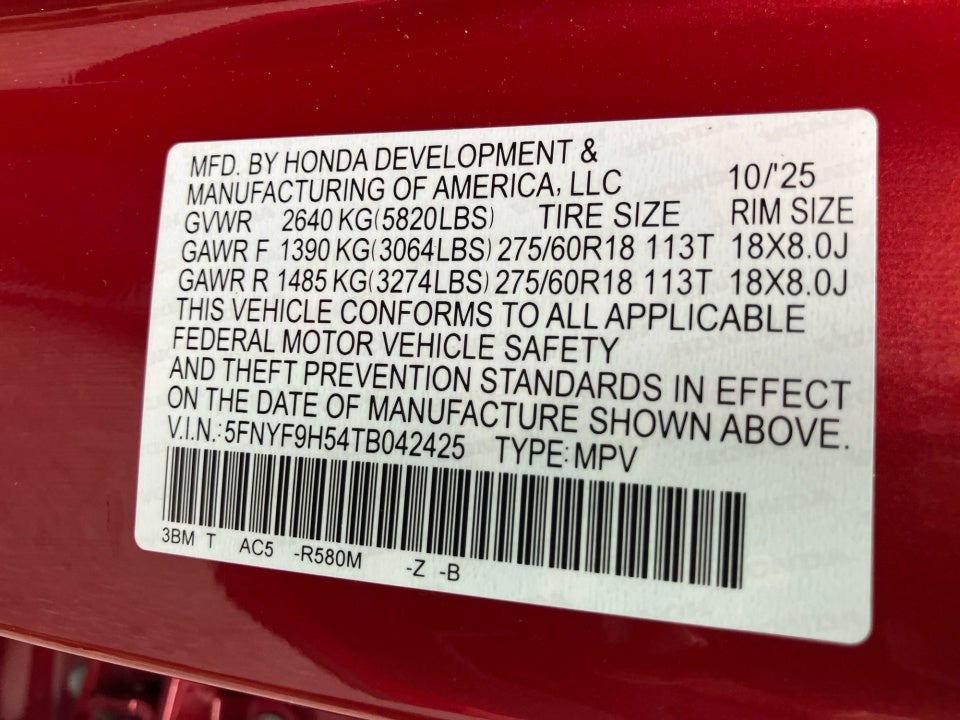 MFD. BY HONDA DEVELOPMENT &
MANUFACTURING OF AMERICA, LLC 10/'25
GVWR 2640 KG(5820LBS) TIRE SIZE RIM SIZE
GAWR F 1390 KG(3064LBS) 275/60R18 113T 18X8.0J
GAWR R 1485 KG(3274LBS) 275/60R18 113T 18X8.0J
THIS VEHICLE CONFORMS TO ALL APPLICABLE
FEDERAL MOTOR VEHICLE SAFETY
AND THEFT PREVENTION STANDARDS IN EFFECT
ON THE DATE OF MANUFACTURE SHOWN ABOVE.
V.I.N.:5FNYF9H54TB042425 TYPE:MPV
3BM T AC5 -R580M -Z -B